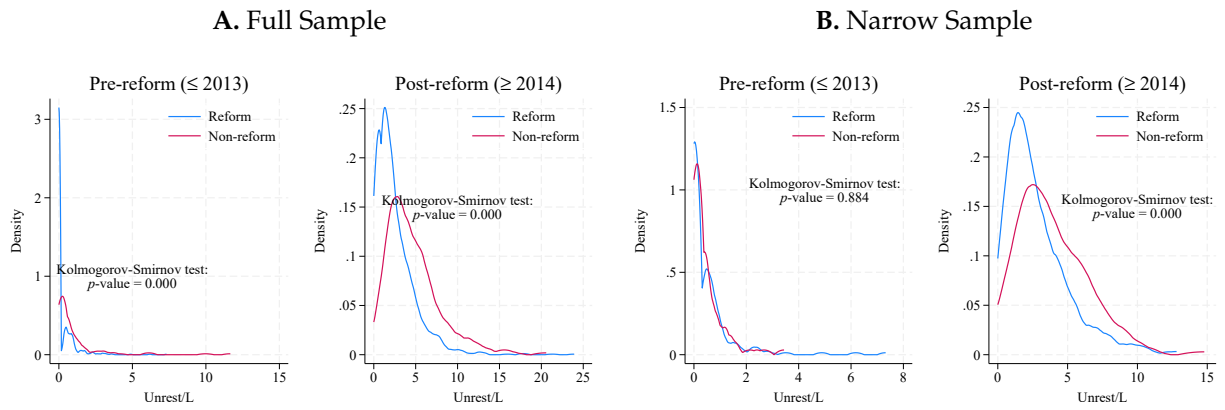 A. Full Sample
Pre-reform (≤ 2013)
Reform
Non-reform
Kolmogorov-Smirnov test:
p-value = 0.000
Density
0
1
2
3
0
5
10
15
Unrest/L
Post-reform (≥ 2014)
Reform
Non-reform
Kolmogorov-Smirnov test:
p-value = 0.000
Density
0
.05
.1
.15
.2
.25
0
5
10
15
20
25
Unrest/L
B. Narrow Sample
Pre-reform (≤ 2013)
Reform
Non-reform
Kolmogorov-Smirnov test:
p-value = 0.884
Density
0
.5
1
1.5
0
2
4
6
8
Unrest/L
Post-reform (≥ 2014)
Reform
Non-reform
Kolmogorov-Smirnov test:
p-value = 0.000
Density
0
.05
.1
.15
.2
.25
0
5
10
15
Unrest/L